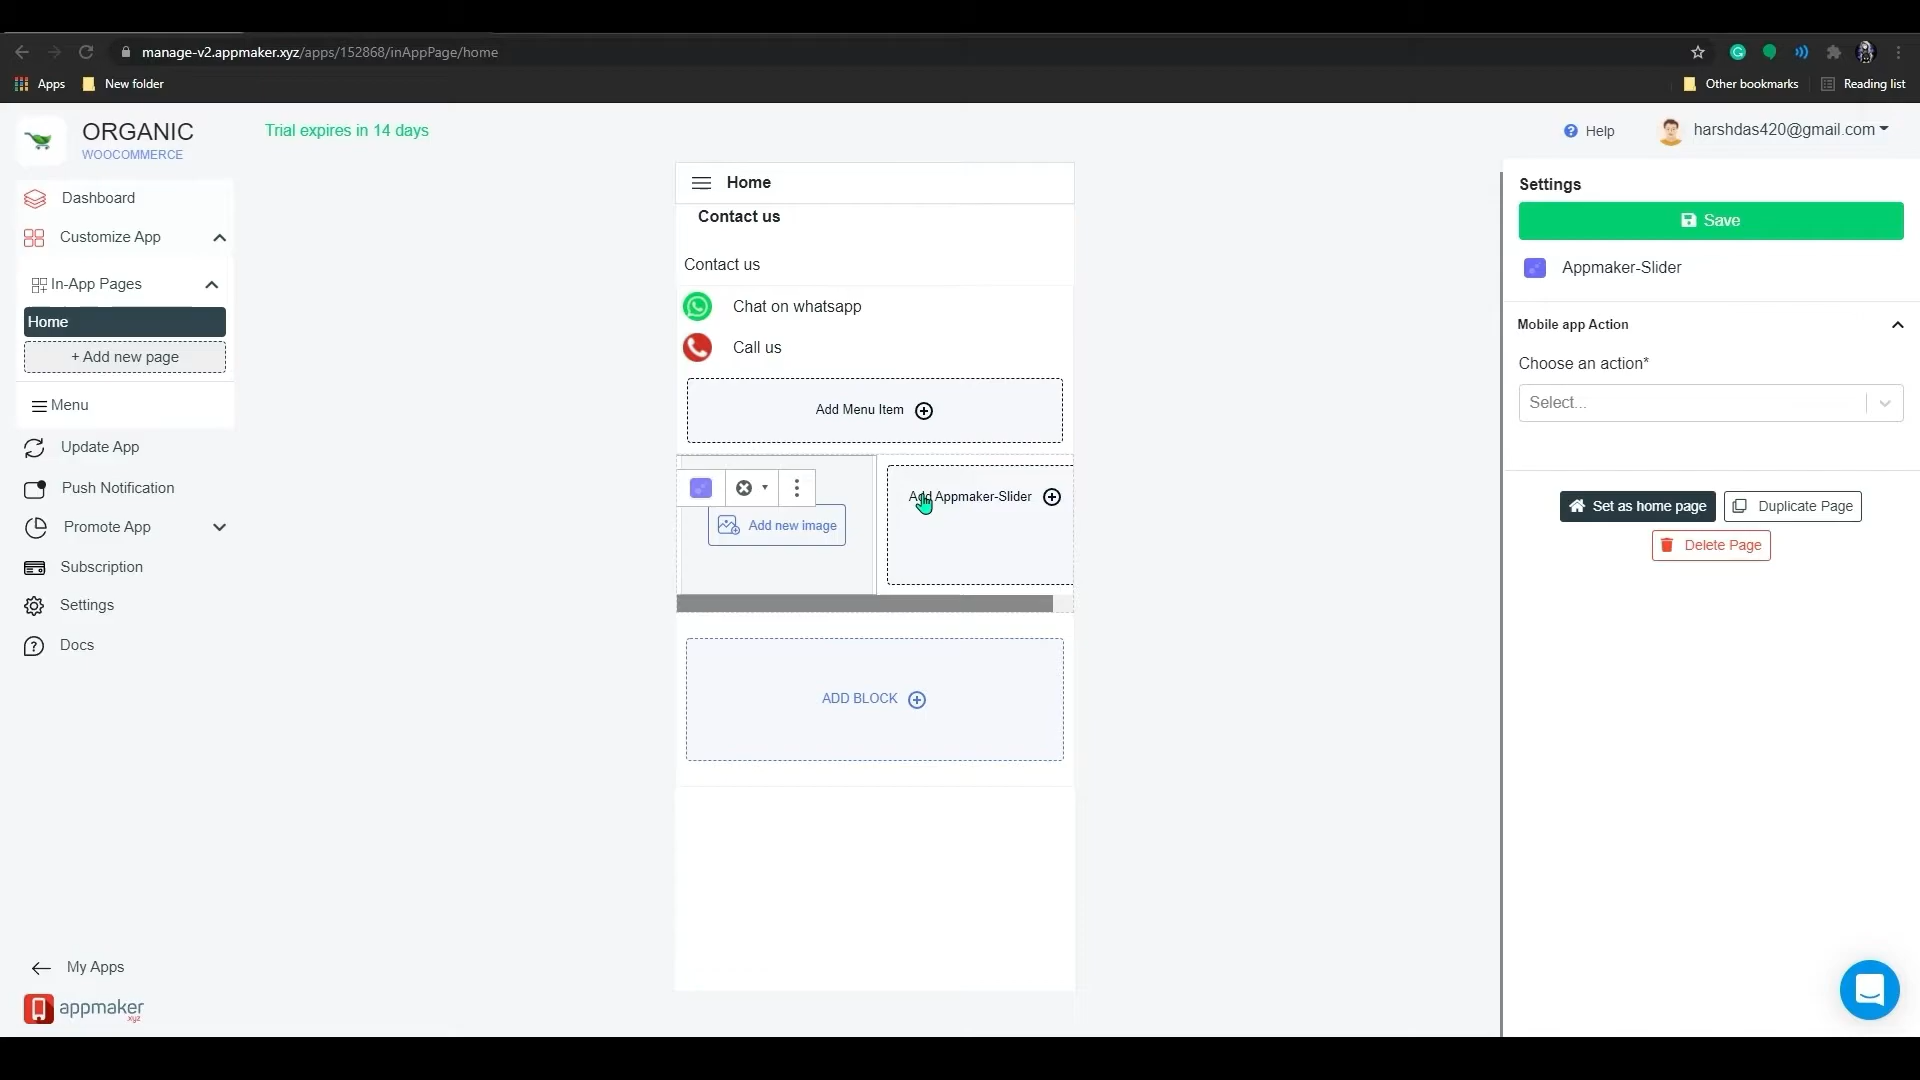 manage-v2.appmaker.xyz/apps/152868/inAppPage/home
Apps
New folder
Other bookmarks
Reading list
ORGANIC
WOOCOMMERCE
Trial expires in 14 days
Help
harshdas420@gmail.com
Dashboard
Customize App
In-App Pages
Home
+ Add new page
Menu
Update App
Push Notification
Promote App
Subscription
Settings
Docs
My Apps
appmaker
xyz
Home
Contact us
Contact us
Chat on whatsapp
Call us
Add Menu Item
Add new image
Add Appmaker-Slider
ADD BLOCK
Settings
Save
Appmaker-Slider
Mobile app Action
Choose an action*
Select...
Set as home page
Duplicate Page
Delete Page